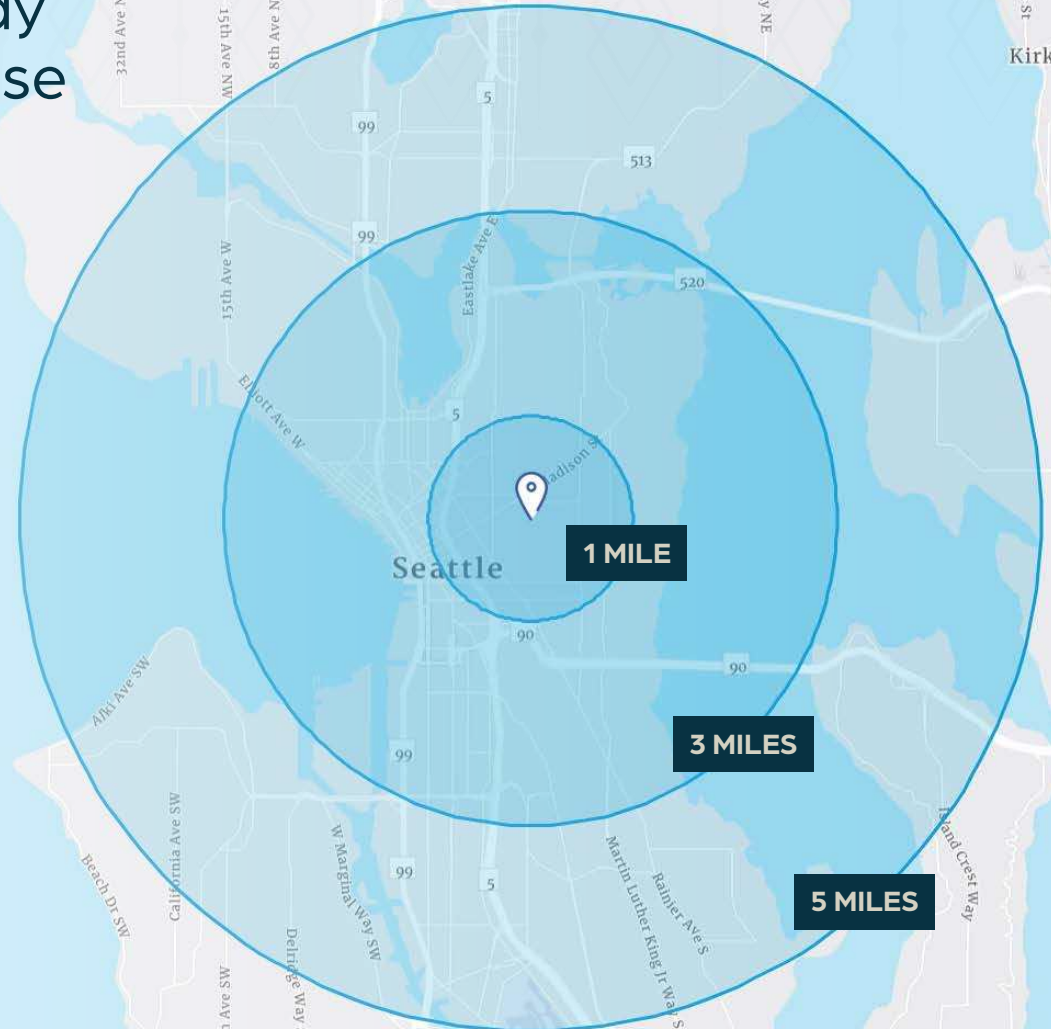 dy
se
32nd Ave N
15th Ave NW
8th Ave N
y NE
St
Kirk
5
99
513
99
Eastlake Ave E
15th Ave W
520
Elliott Ave W
5
adison St
Seattle
1 MILE
90
90
Alki Ave SW
3 MILES
99
California Ave SW
W Marginal Way SW
Island Crest Way
99
5
Martin Luther King Jr Way S
Rainier Ave S
Beach Dr SW
5 MILES
Delridge Way
h Ave SW